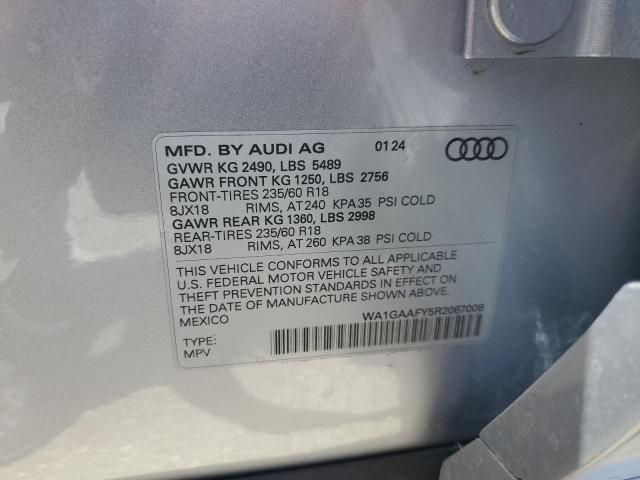 MFD. BY AUDI AG 01 24
GVWR KG 2490, LBS 5489
GAWR FRONT KG 1250, LBS 2756
FRONT-TIRES 235/60 R18
8JX18 RIMS, AT 240 KPA 35 PSI COLD
GAWR REAR KG 1360, LBS 2998
REAR-TIRES 235/60 R18
8JX18 RIMS, AT 260 KPA 38 PSI COLD
THIS VEHICLE CONFORMS TO ALL APPLICABLE
U.S. FEDERAL MOTOR VEHICLE SAFETY AND
THEFT PREVENTION STANDARDS IN EFFECT ON
THE DATE OF MANUFACTURE SHOWN ABOVE.
MEXICO WA1GAAFY5R2067008
TYPE:
MPV